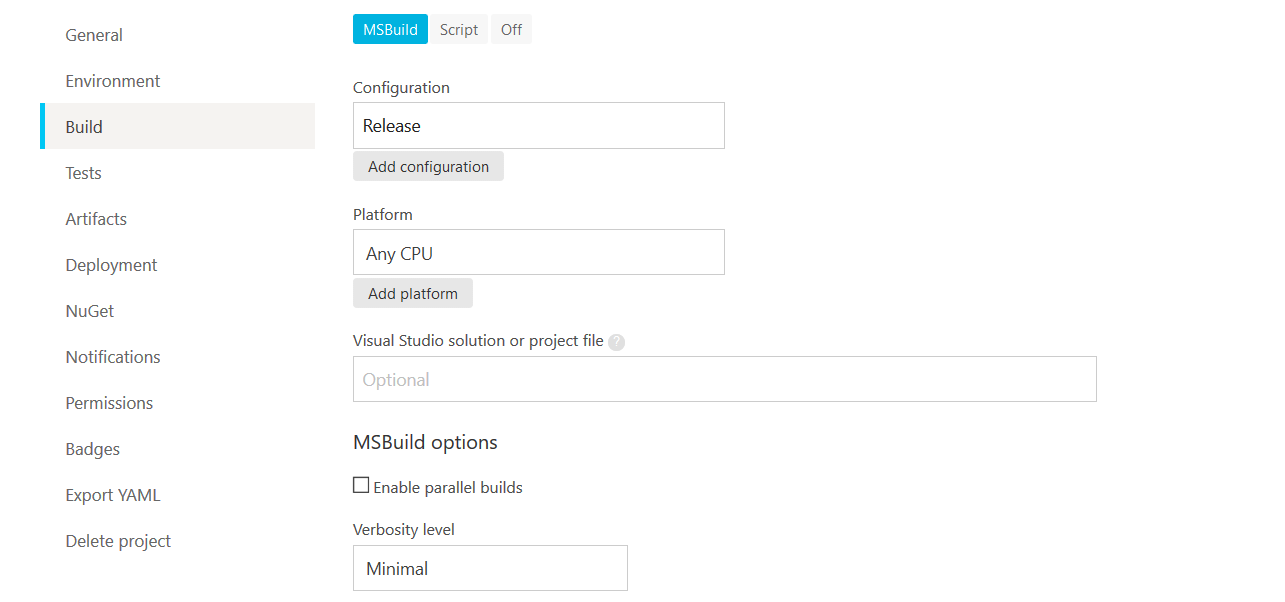 General
Environment
Build
Tests
Artifacts
Deployment
NuGet
Notifications
Permissions
Badges
Export YAML
Delete project
MSBuild Script Off
Configuration
Release
Add configuration
Platform
Any CPU
Add platform
Visual Studio solution or project file ?
Optional
MSBuild options
Enable parallel builds
Verbosity level
Minimal